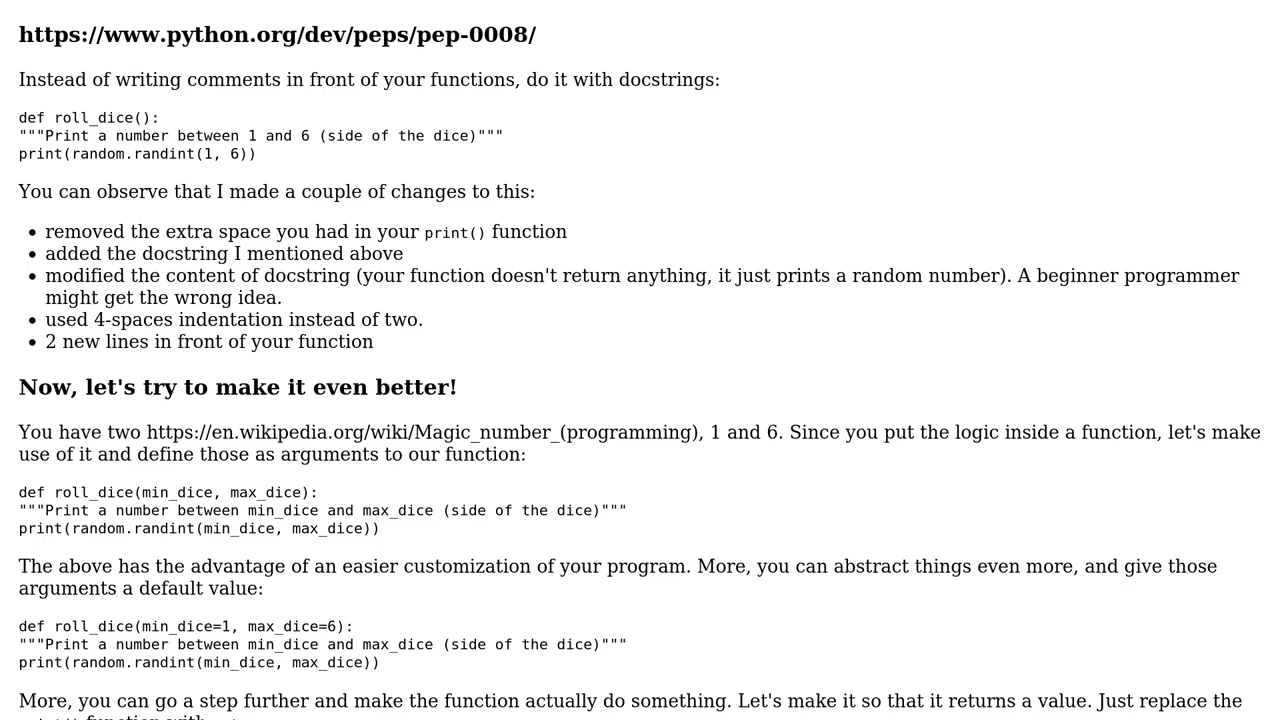 https://www.python.org/dev/peps/pep-0008/
Instead of writing comments in front of your functions, do it with docstrings:
def roll_dice():
"""Print a number between 1 and 6 (side of the dice)"""
print(random.randint(1, 6))
You can observe that I made a couple of changes to this:
• removed the extra space you had in your print() function
• added the docstring I mentioned above
• modified the content of docstring (your function doesn't return anything, it just prints a random number). A beginner programmer
might get the wrong idea.
• used 4-spaces indentation instead of two.
• 2 new lines in front of your function
Now, let's try to make it even better!
You have two https://en.wikipedia.org/wiki/Magic_number_(programming), 1 and 6. Since you put the logic inside a function, let's make
use of it and define those as arguments to our function:
def roll_dice(min_dice, max_dice):
"""Print a number between min_dice and max_dice (side of the dice)"""
print(random.randint(min_dice, max_dice))
The above has the advantage of an easier customization of your program. More, you can abstract things even more, and give those
arguments a default value:
def roll_dice(min_dice=1, max_dice=6):
"""Print a number between min_dice and max_dice (side of the dice)"""
print(random.randint(min_dice, max_dice))
More, you can go a step further and make the function actually do something. Let's make it so that it returns a value. Just replace the
function with